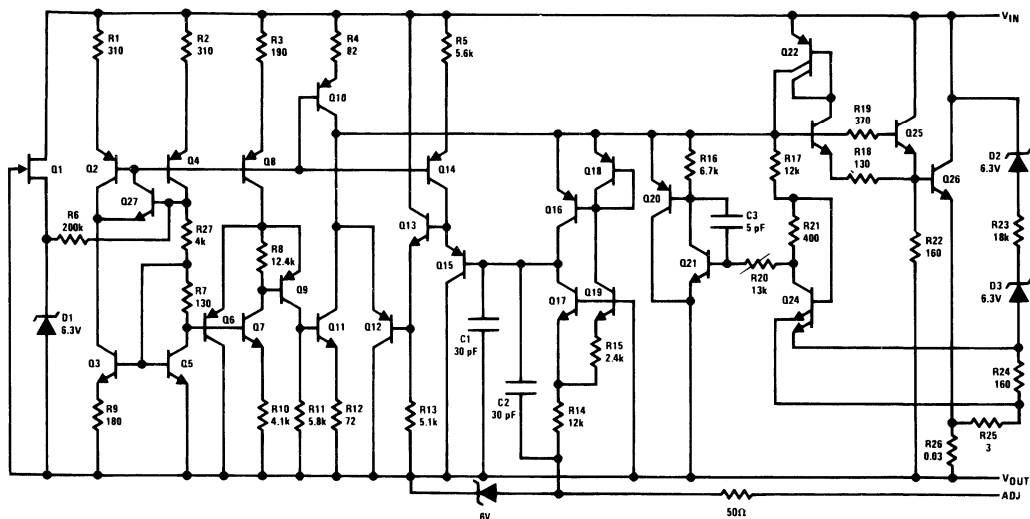 V_IN
R1
310
R2
310
R3
190
R4
82
R5
5.6k
Q22
Q10
R19
370
Q25
D2
6.3V
Q1
Q2
Q4
Q8
Q14
Q18
R16
6.7k
R17
12k
R18
130
Q26
Q27
Q16
Q20
R6
200k
R27
4k
R8
12.4k
Q13
C3
5 pF
R21
400
R22
160
R23
18k
Q9
Q15
Q21
R20
13k
D1
6.3V
R7
130
Q6
Q7
Q11
Q12
Q17
Q19
Q24
D3
6.3V
Q3
Q5
C1
30 pF
R15
2.4k
R24
160
R9
180
R10
4.1k
R11
5.8k
R12
72
R13
5.1k
C2
30 pF
R14
12k
R26
0.03
R25
3
V_OUT
ADJ
6V
50Ω